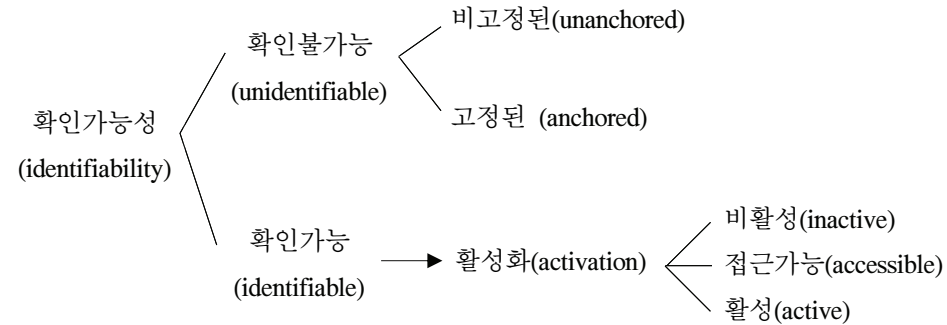 비고정된(unanchored)
확인불가능
(unidentifiable)
고정된 (anchored)
확인가능성
(identifiability)
비활성(inactive)
확인가능
활성화(activation)
접근가능(accessible)
(identifiable)
활성(active)